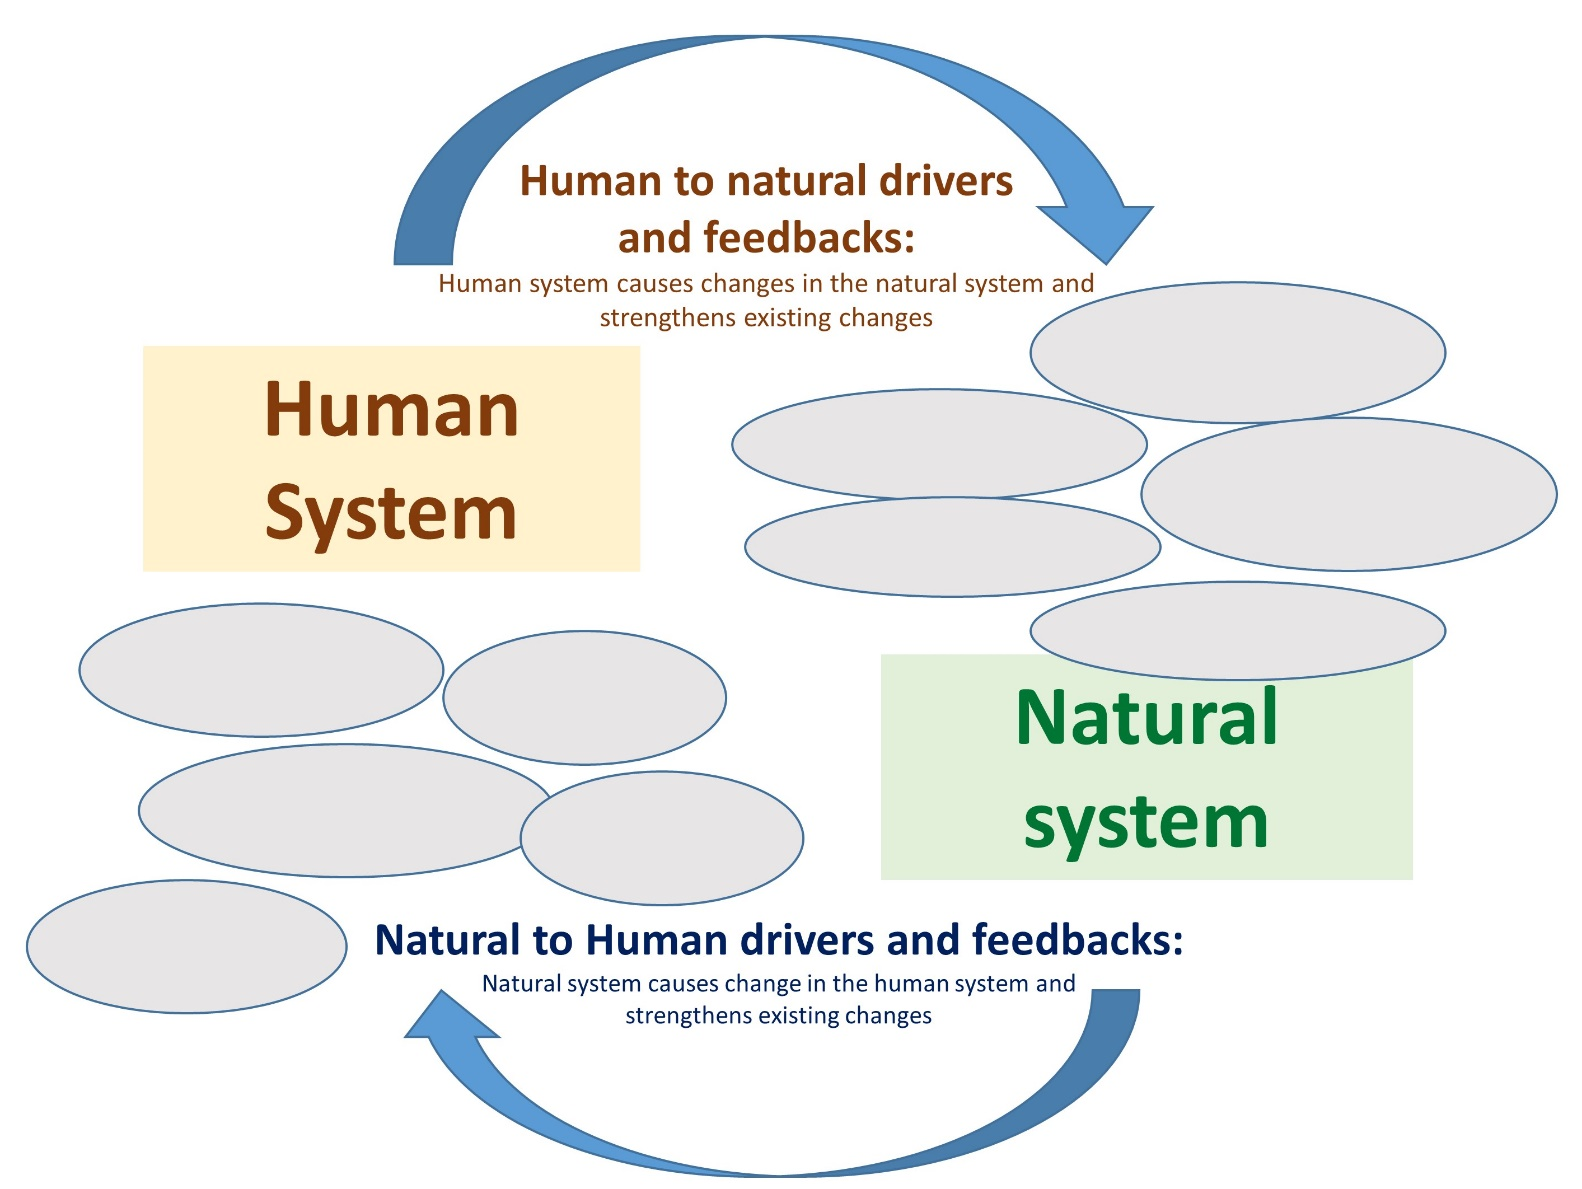 Human to natural drivers
and feedbacks:
Human system causes changes in the natural system and
strengthens existing changes
Human
System
Natural
system
Natural to Human drivers and feedbacks:
Natural system causes change in the human system and
strengthens existing changes